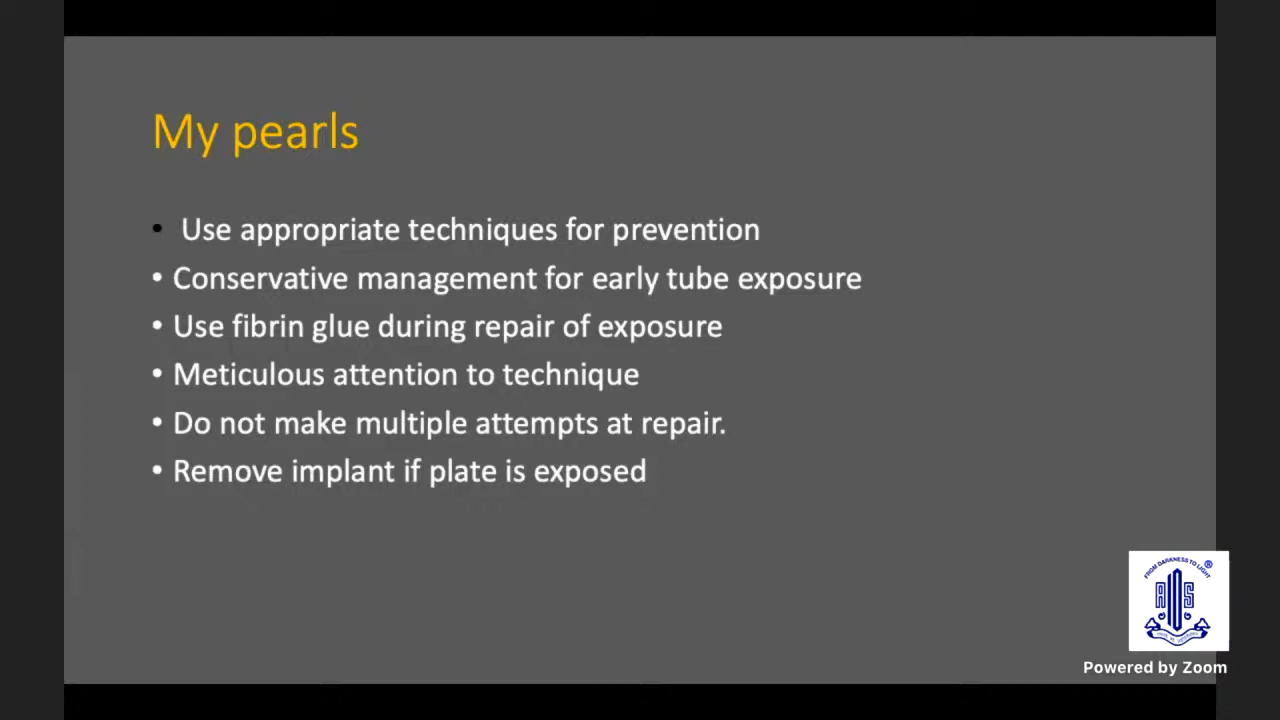 My pearls
• Use appropriate techniques for prevention
• Conservative management for early tube exposure
• Use fibrin glue during repair of exposure
• Meticulous attention to technique
• Do not make multiple attempts at repair.
• Remove implant if plate is exposed
FROM DARKNESS TO LIGHT ®
AIOS
Powered by Zoom